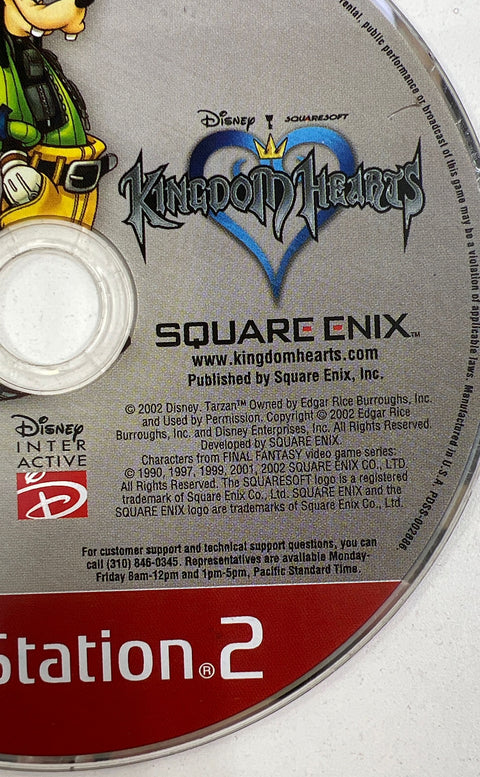 rental, public performance or broadcast of this game may be a violation of applicable laws. Manufactured in U.S.A. PDSS-002886
Disney SQUARESOFT
KINGDOM HEARTS
SQUARE ENIX™
www.kingdomhearts.com
Published by Square Enix, Inc.
Disney
INTER
ACTIVE
D
© 2002 Disney. Tarzan™ Owned by Edgar Rice Burroughs, Inc.
and Used by Permission. Copyright © 2002 Edgar Rice
Burroughs, Inc. and Disney Enterprises, Inc. All Rights Reserved.
Developed by SQUARE ENIX.
Characters from FINAL FANTASY video game series:
© 1990, 1997, 1999, 2001, 2002 SQUARE ENIX CO., LTD.
All Rights Reserved. The SQUARESOFT logo is a registered
trademark of Square Enix Co., Ltd. SQUARE ENIX and the
SQUARE ENIX logo are trademarks of Square Enix Co., Ltd.
For customer support and technical support questions, you can
call (310) 846-0345. Representatives are available Monday-
Friday 8am-12pm and 1pm-5pm, Pacific Standard Time.
Station®2